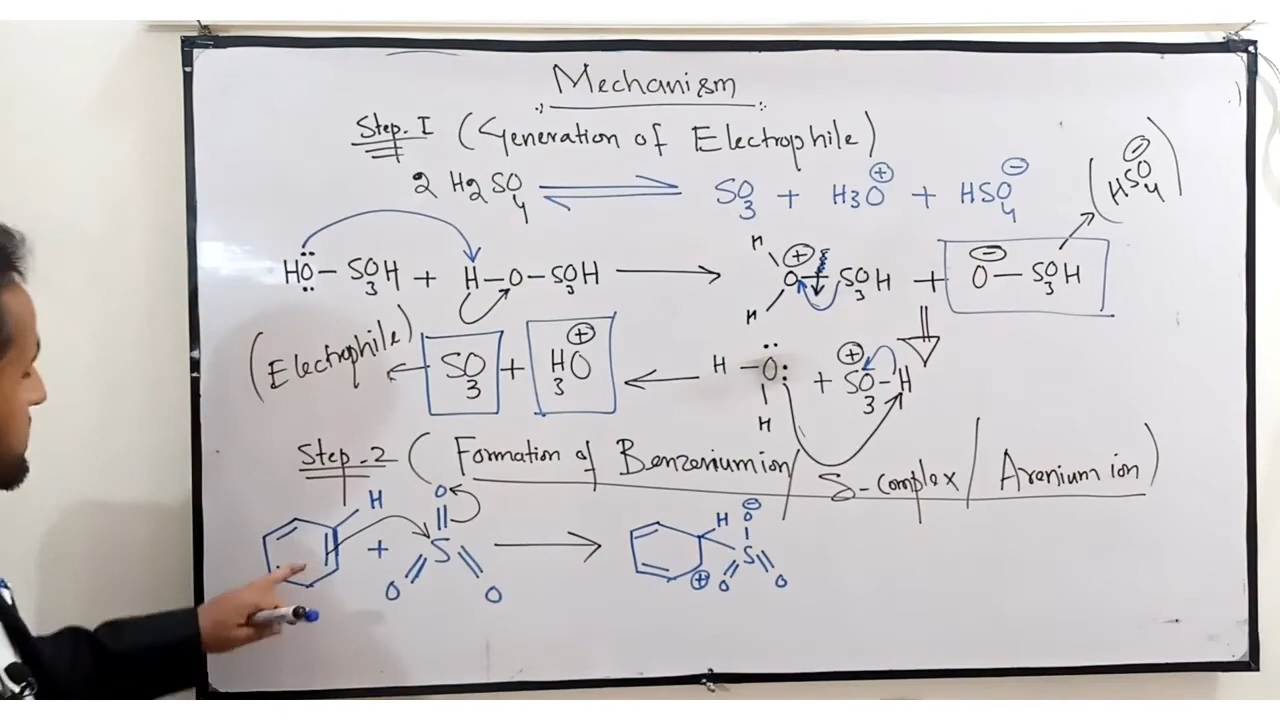 Mechanism
Step-I (Generation of Electrophile)
2 H2SO4 ⇌ SO3 + H3O⊕ + HSO4⊖ (HSO4⊖)
HÖ – SO3H + H – O – SO3H → H H O⊕ – SO3H + O⊖ – SO3H
(Electrophile) ← SO3 + H3O⊕ ← H – O: H + ⊕SO3 – H
Step-2 (Formation of Benzenium ion / δ-complex / Arenium ion)
H + O S O O → H O⊖ S O O ⊕